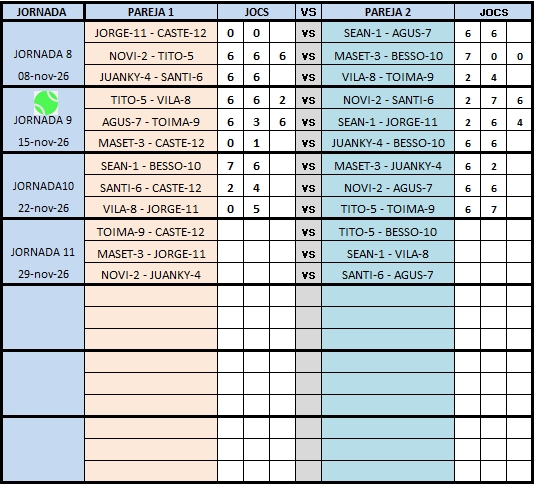 JORNADA PAREJA 1 JOCS VS PAREJA 2 JOCS
JORGE-11 - CASTE-12 0 0 VS SEAN-1 - AGUS-7 6 6
JORNADA 8 NOVI-2 - TITO-5 6 6 6 VS MASET-3 - BESSO-10 7 0 0
08-nov-26 JUANKY-4 - SANTI-6 6 6 VS VILA-8 - TOIMA-9 2 4
TITO-5 - VILA-8 6 6 2 VS NOVI-2 - SANTI-6 2 7 6
JORNADA 9 AGUS-7 - TOIMA-9 6 3 6 VS SEAN-1 - JORGE-11 2 6 4
15-nov-26 MASET-3 - CASTE-12 0 1 VS JUANKY-4 - BESSO-10 6 6
SEAN-1 - BESSO-10 7 6 VS MASET-3 - JUANKY-4 6 2
JORNADA10 SANTI-6 - CASTE-12 2 4 VS NOVI-2 - AGUS-7 6 6
22-nov-26 VILA-8 - JORGE-11 0 5 VS TITO-5 - TOIMA-9 6 7
TOIMA-9 - CASTE-12 VS TITO-5 - BESSO-10
JORNADA 11 MASET-3 - JORGE-11 VS SEAN-1 - VILA-8
29-nov-26 NOVI-2 - JUANKY-4 VS SANTI-6 - AGUS-7